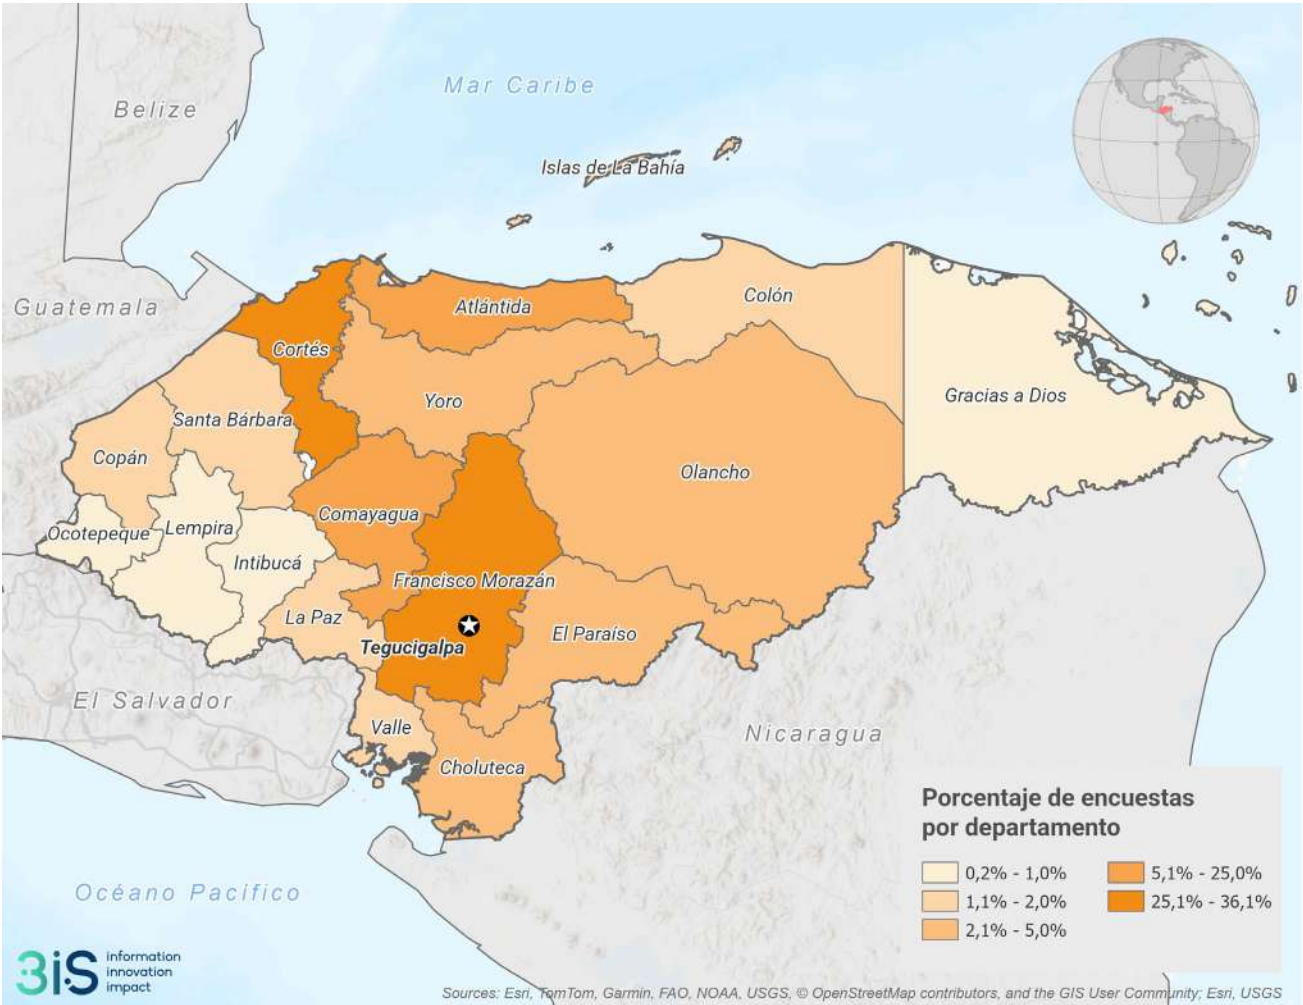 Mar Caribe
Belize
Islas de La Bahía
Guatemala
Atlántida
Colón
Cortés
Gracias a Dios
Yoro
Santa Bárbara
Copán
Olancho
Comayagua
Lempira
Ocotepeque
Intibucá
Francisco Morazán
La Paz
El Paraíso
Tegucigalpa
El Salvador
Valle
Nicaragua
Choluteca
Porcentaje de encuestas
por departamento
0,2% - 1,0%
1,1% - 2,0%
2,1% - 5,0%
5,1% - 25,0%
25,1% - 36,1%
Océano Pacífico
3iS
information
innovation
impact
Sources: Esri, TomTom, Garmin, FAO, NOAA, USGS, © OpenStreetMap contributors, and the GIS User Community; Esri, USGS